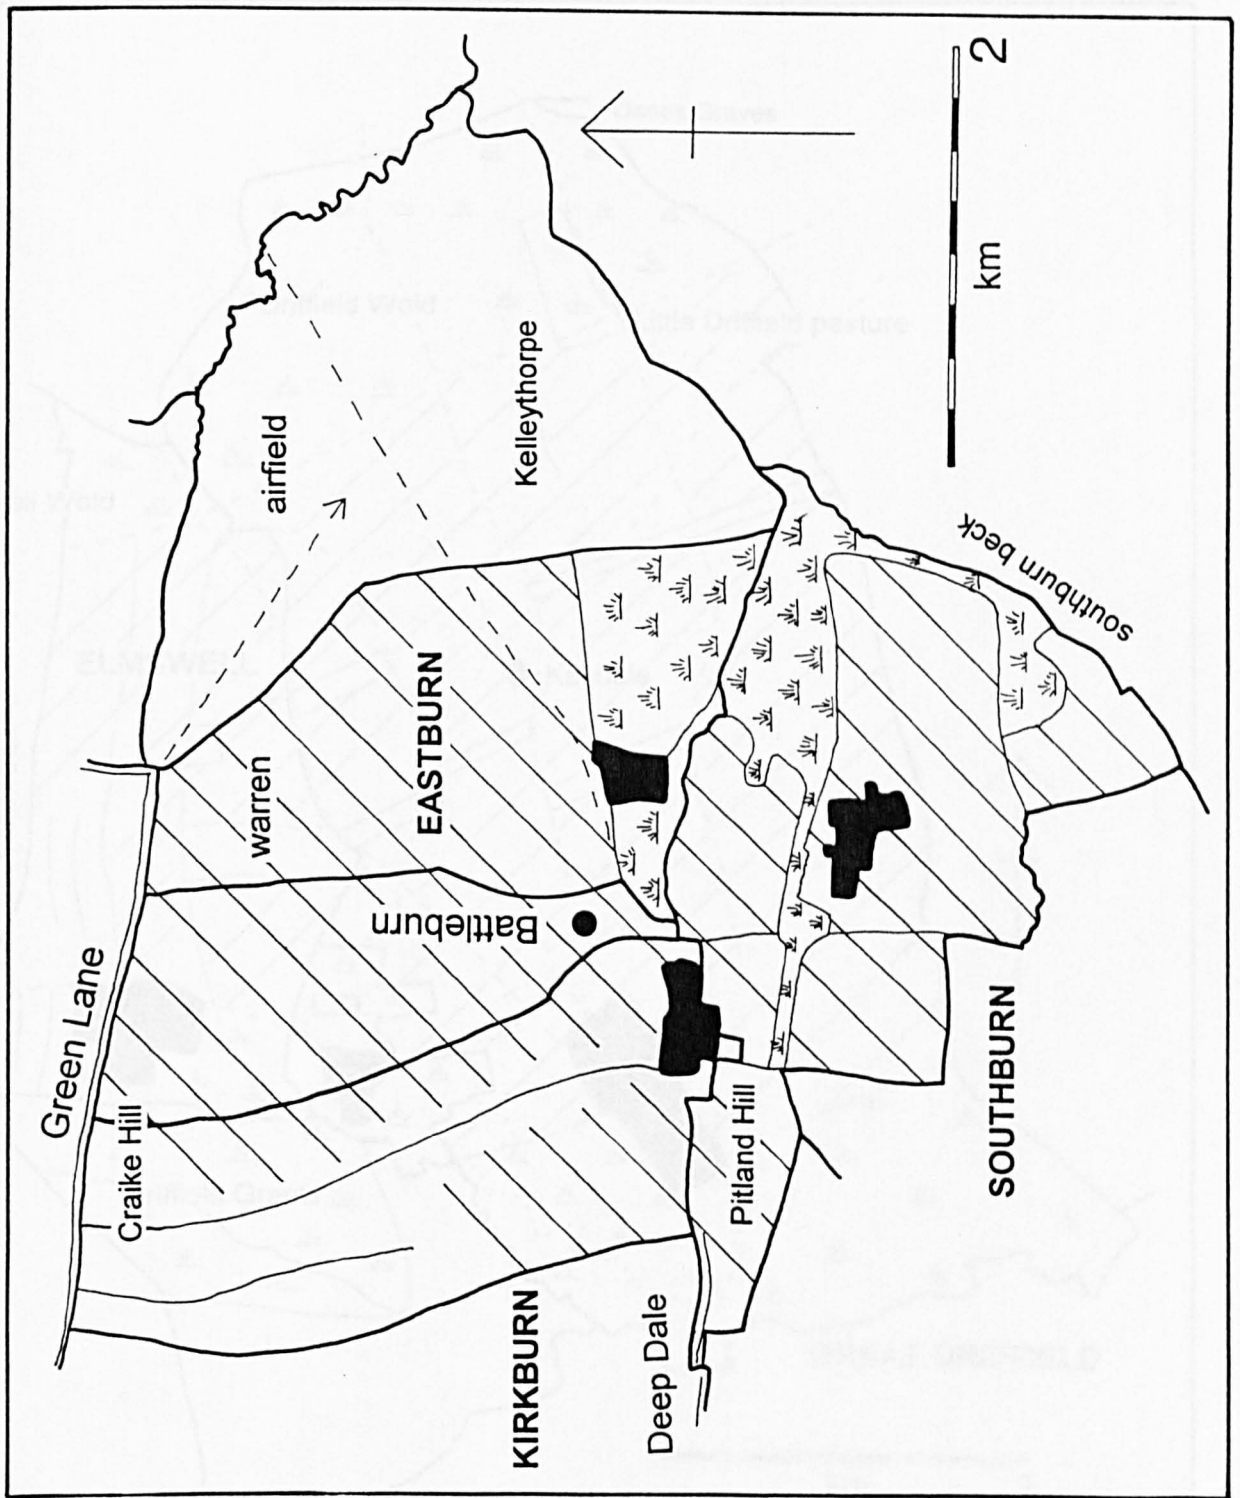 Green Lane
Craike Hill
warren
airfield
EASTBURN
Battleburn
Kelleythorpe
KIRKBURN
Deep Dale
Pitland Hill
SOUTHBURN
southburn beck
km
2